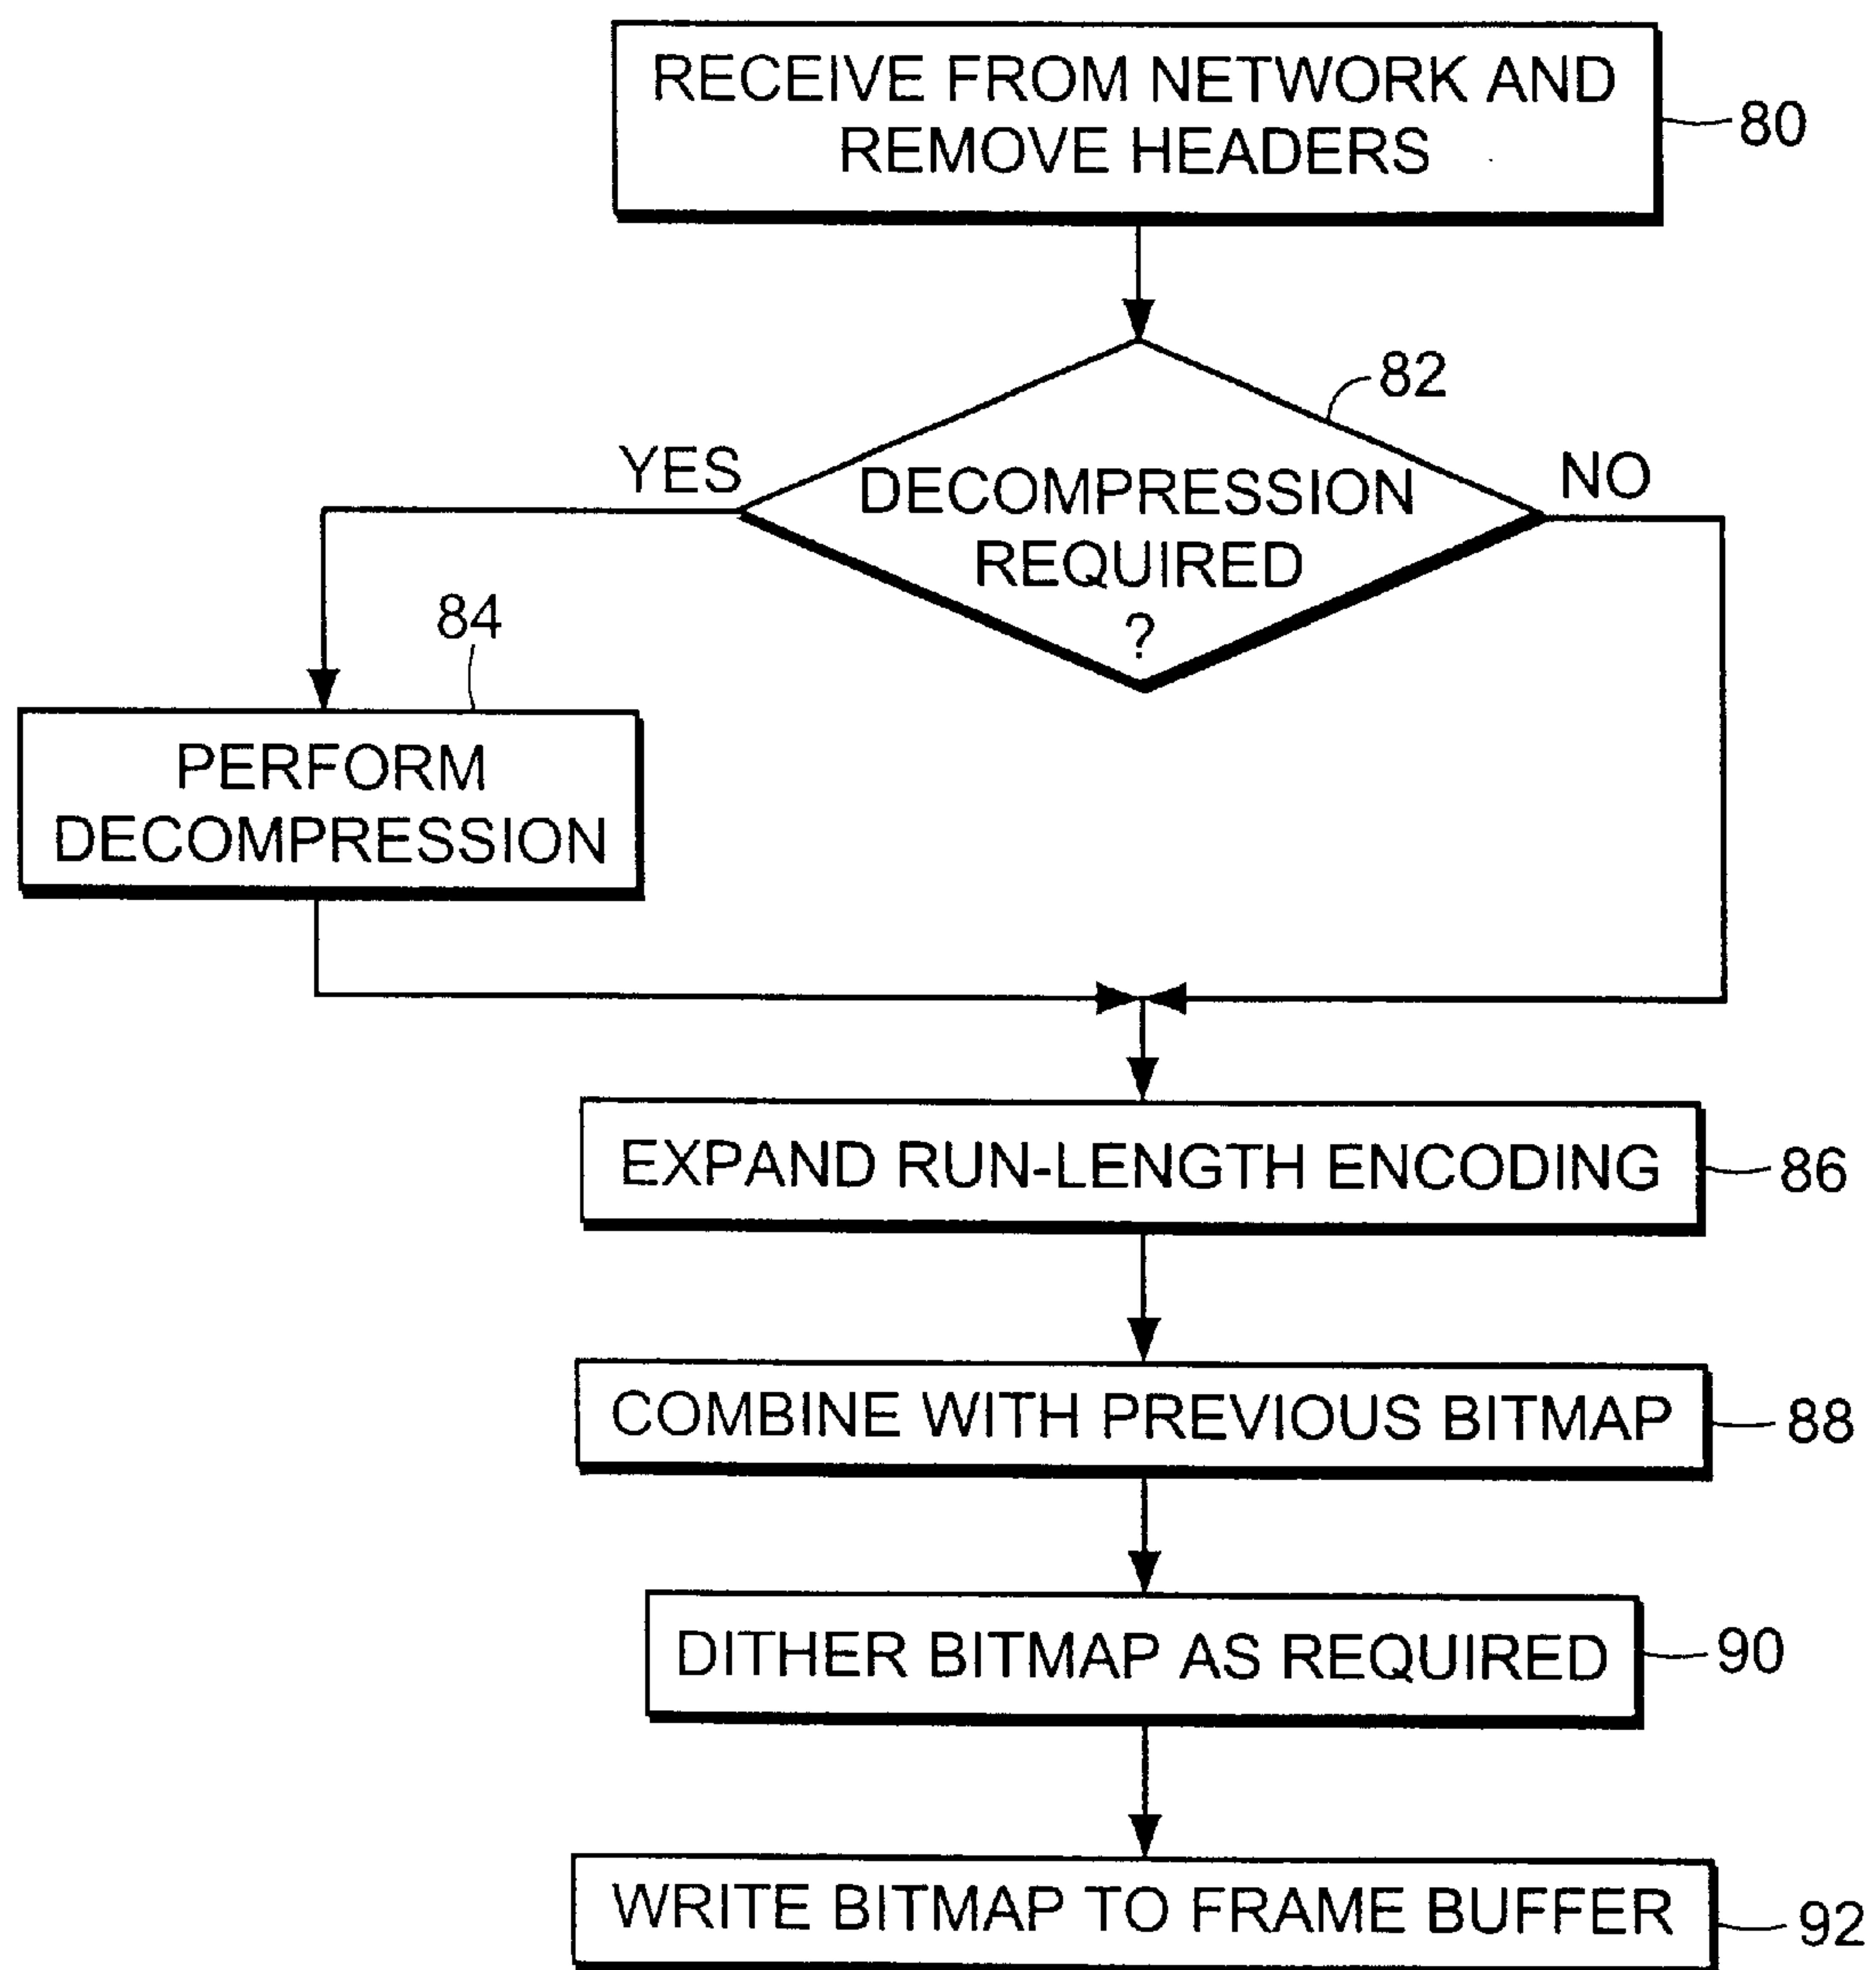 RECEIVE FROM NETWORK AND
REMOVE HEADERS
80
82
YES
DECOMPRESSION
REQUIRED
?
NO
84
PERFORM
DECOMPRESSION
EXPAND RUN-LENGTH ENCODING
86
COMBINE WITH PREVIOUS BITMAP
88
DITHER BITMAP AS REQUIRED
90
WRITE BITMAP TO FRAME BUFFER
92